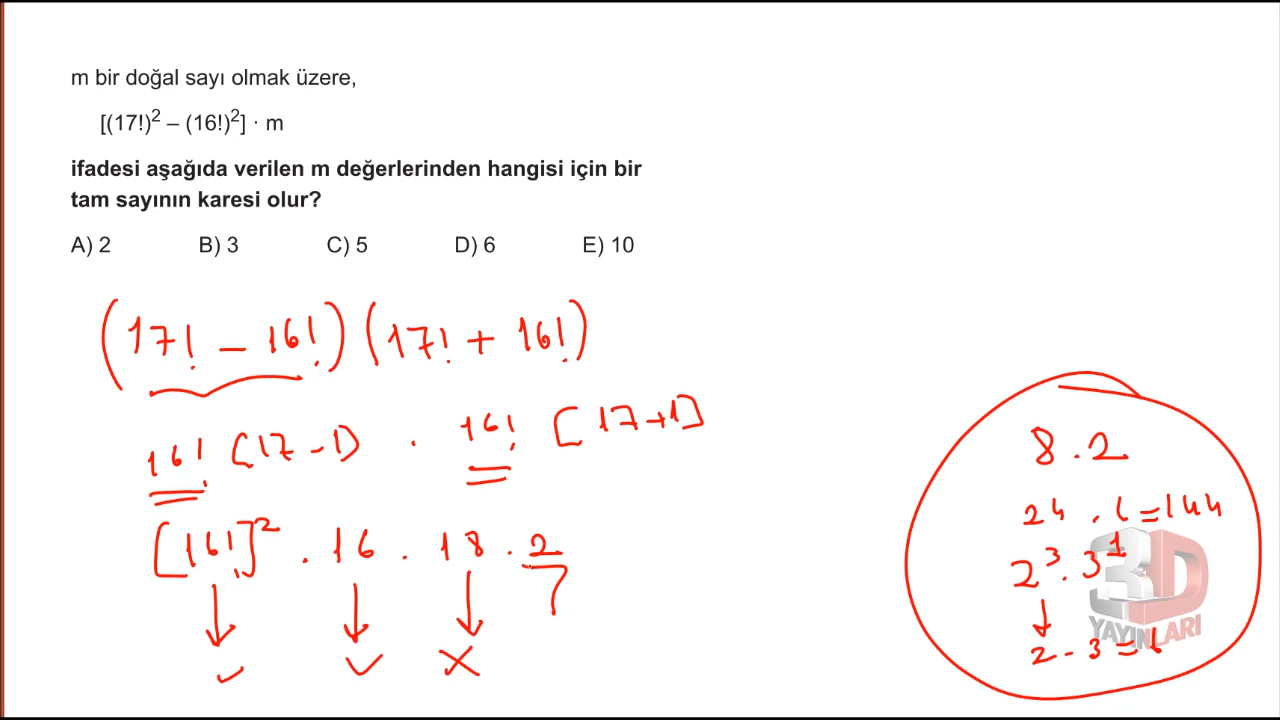 m bir doğal sayı olmak üzere,
[(17!)² – (16!)²] · m
ifadesi aşağıda verilen m değerlerinden hangisi için bir
tam sayının karesi olur?
A) 2 B) 3 C) 5 D) 6 E) 10
(17! – 16!) (17! + 16!)
16! (17 – 1) · 16! [17 + 1]
[16!]² · 16 · 18 · 2
8 . 2
24 . 6 = 144
2³ . 3¹
2 . 3 = 6
3D
YAYINLARI